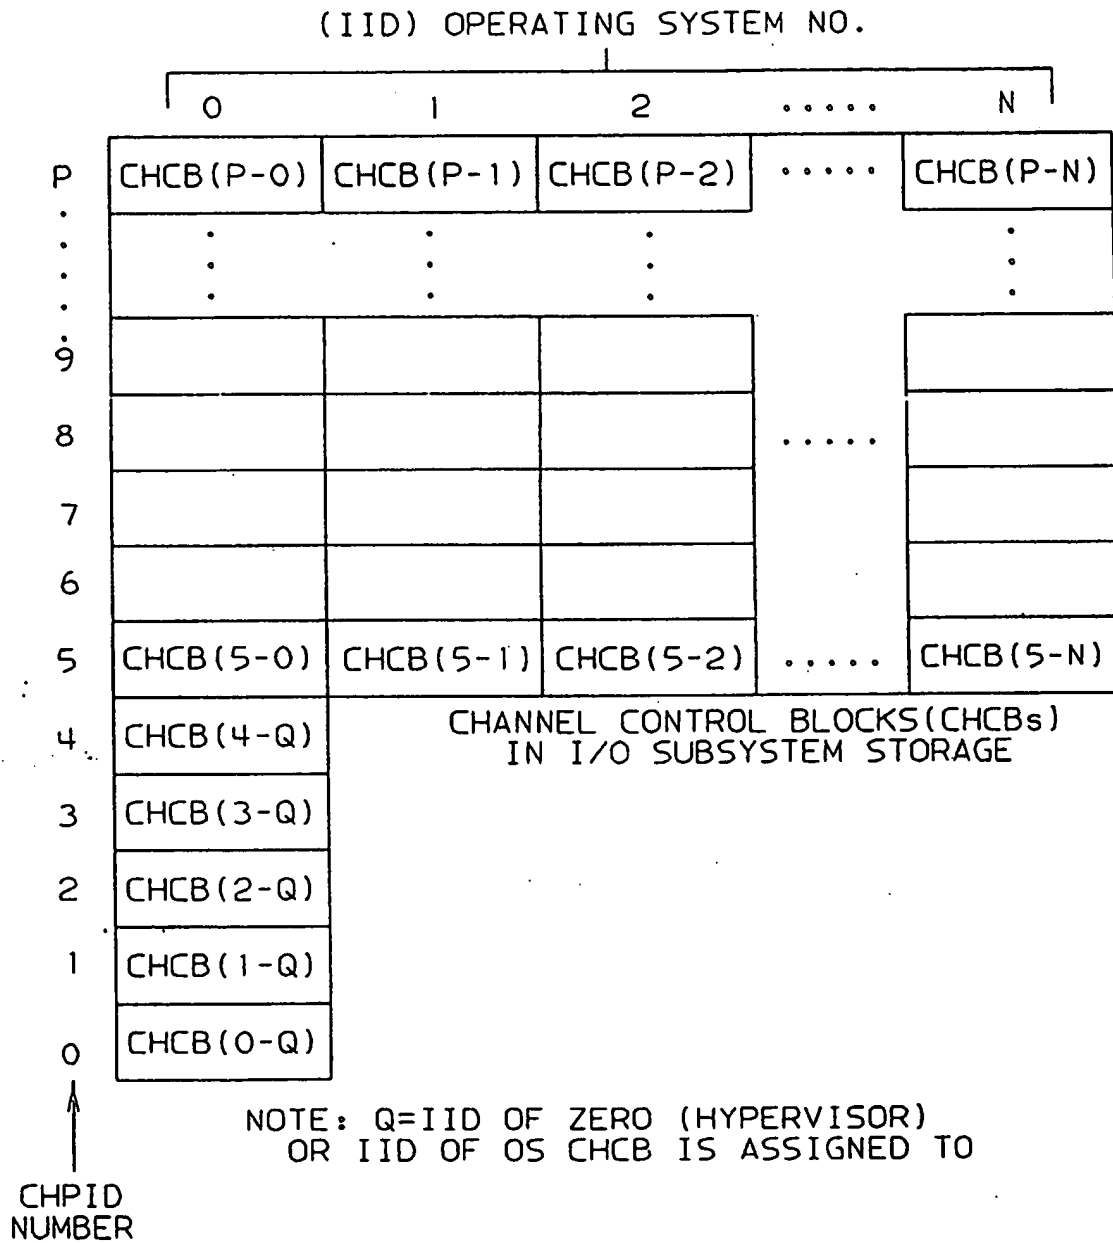 (IID) OPERATING SYSTEM NO.
0 1 2 ..... N
P CHCB(P-0) CHCB(P-1) CHCB(P-2) ..... CHCB(P-N)
9
8 .....
7
6
5 CHCB(5-0) CHCB(5-1) CHCB(5-2) ..... CHCB(5-N)
4 CHCB(4-Q) CHANNEL CONTROL BLOCKS(CHCBs)
IN I/O SUBSYSTEM STORAGE
3 CHCB(3-Q)
2 CHCB(2-Q)
1 CHCB(1-Q)
0 CHCB(0-Q)
NOTE: Q=IID OF ZERO (HYPERVISOR)
OR IID OF OS CHCB IS ASSIGNED TO
CHPID
NUMBER